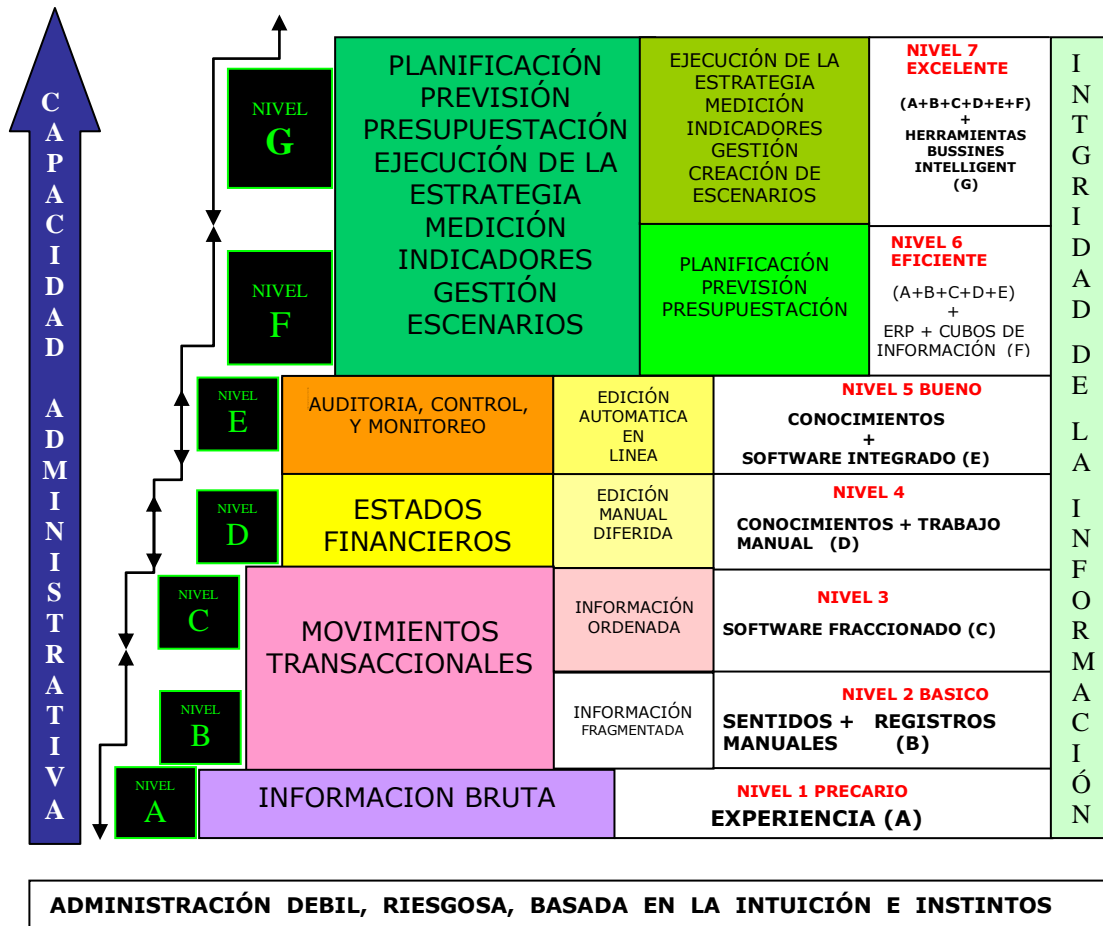 CAPACIDAD ADMINISTRATIVA
NIVEL
G
PLANIFICACIÓN
PREVISIÓN
PRESUPUESTACIÓN
EJECUCIÓN DE LA
ESTRATEGIA
MEDICIÓN
INDICADORES
GESTIÓN
ESCENARIOS
EJECUCIÓN DE LA
ESTRATEGIA
MEDICIÓN
INDICADORES
GESTIÓN
CREACIÓN DE
ESCENARIOS
NIVEL 7
EXCELENTE
(A+B+C+D+E+F)
+
HERRAMIENTAS
BUSSINES
INTELLIGENT
(G)
NIVEL
F
PLANIFICACIÓN
PREVISIÓN
PRESUPUESTACIÓN
NIVEL 6
EFICIENTE
(A+B+C+D+E)
+
ERP + CUBOS DE
INFORMACIÓN (F)
NIVEL
E
AUDITORIA, CONTROL,
Y MONITOREO
EDICIÓN
AUTOMATICA
EN
LINEA
NIVEL 5 BUENO
CONOCIMIENTOS
+
SOFTWARE INTEGRADO (E)
NIVEL
D
ESTADOS
FINANCIEROS
EDICIÓN
MANUAL
DIFERIDA
NIVEL 4
CONOCIMIENTOS + TRABAJO
MANUAL (D)
NIVEL
C
MOVIMIENTOS
TRANSACCIONALES
INFORMACIÓN
ORDENADA
NIVEL 3
SOFTWARE FRACCIONADO (C)
NIVEL
B
INFORMACIÓN
FRAGMENTADA
NIVEL 2 BASICO
SENTIDOS + REGISTROS
MANUALES (B)
NIVEL
A
INFORMACION BRUTA
NIVEL 1 PRECARIO
EXPERIENCIA (A)
INTGRIDAD DE LA INFORMACIÓN
ADMINISTRACIÓN DEBIL, RIESGOSA, BASADA EN LA INTUICIÓN E INSTINTOS